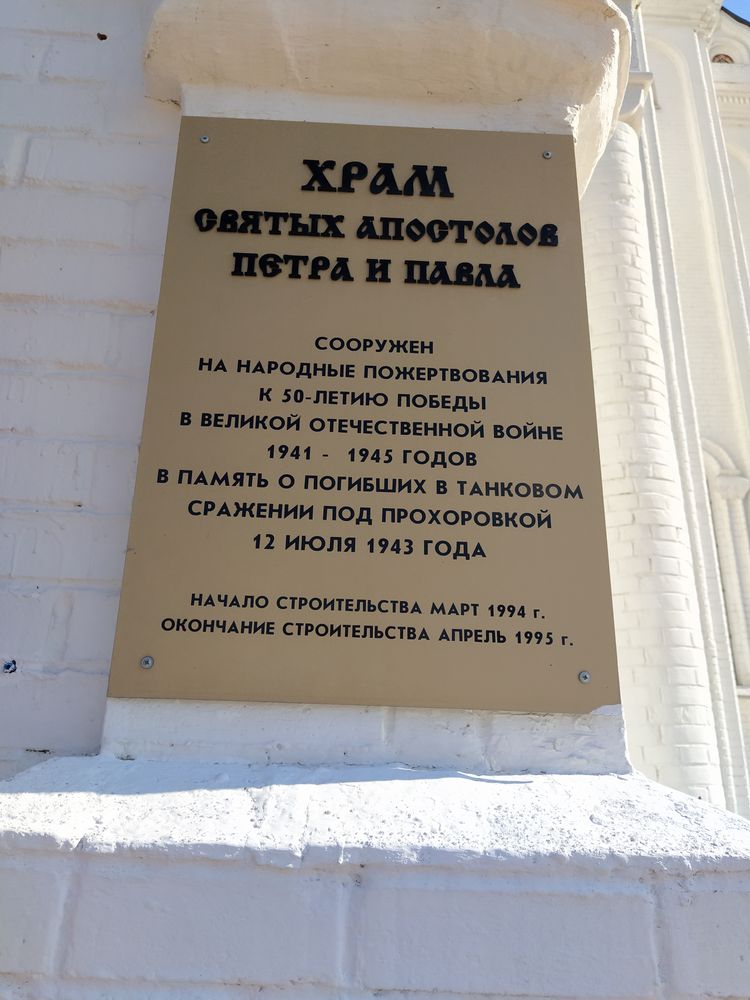 ХРАМ
СВЯТЫХ АПОСТОЛОВ
ПЕТРА И ПАВЛА
СООРУЖЕН
НА НАРОДНЫЕ ПОЖЕРТВОВАНИЯ
К 50-ЛЕТИЮ ПОБЕДЫ
В ВЕЛИКОЙ ОТЕЧЕСТВЕННОЙ ВОЙНЕ
1941 - 1945 ГОДОВ
В ПАМЯТЬ О ПОГИБШИХ В ТАНКОВОМ
СРАЖЕНИИ ПОД ПРОХОРОВКОЙ
12 ИЮЛЯ 1943 ГОДА
НАЧАЛО СТРОИТЕЛЬСТВА МАРТ 1994 г.
ОКОНЧАНИЕ СТРОИТЕЛЬСТВА АПРЕЛЬ 1995 г.